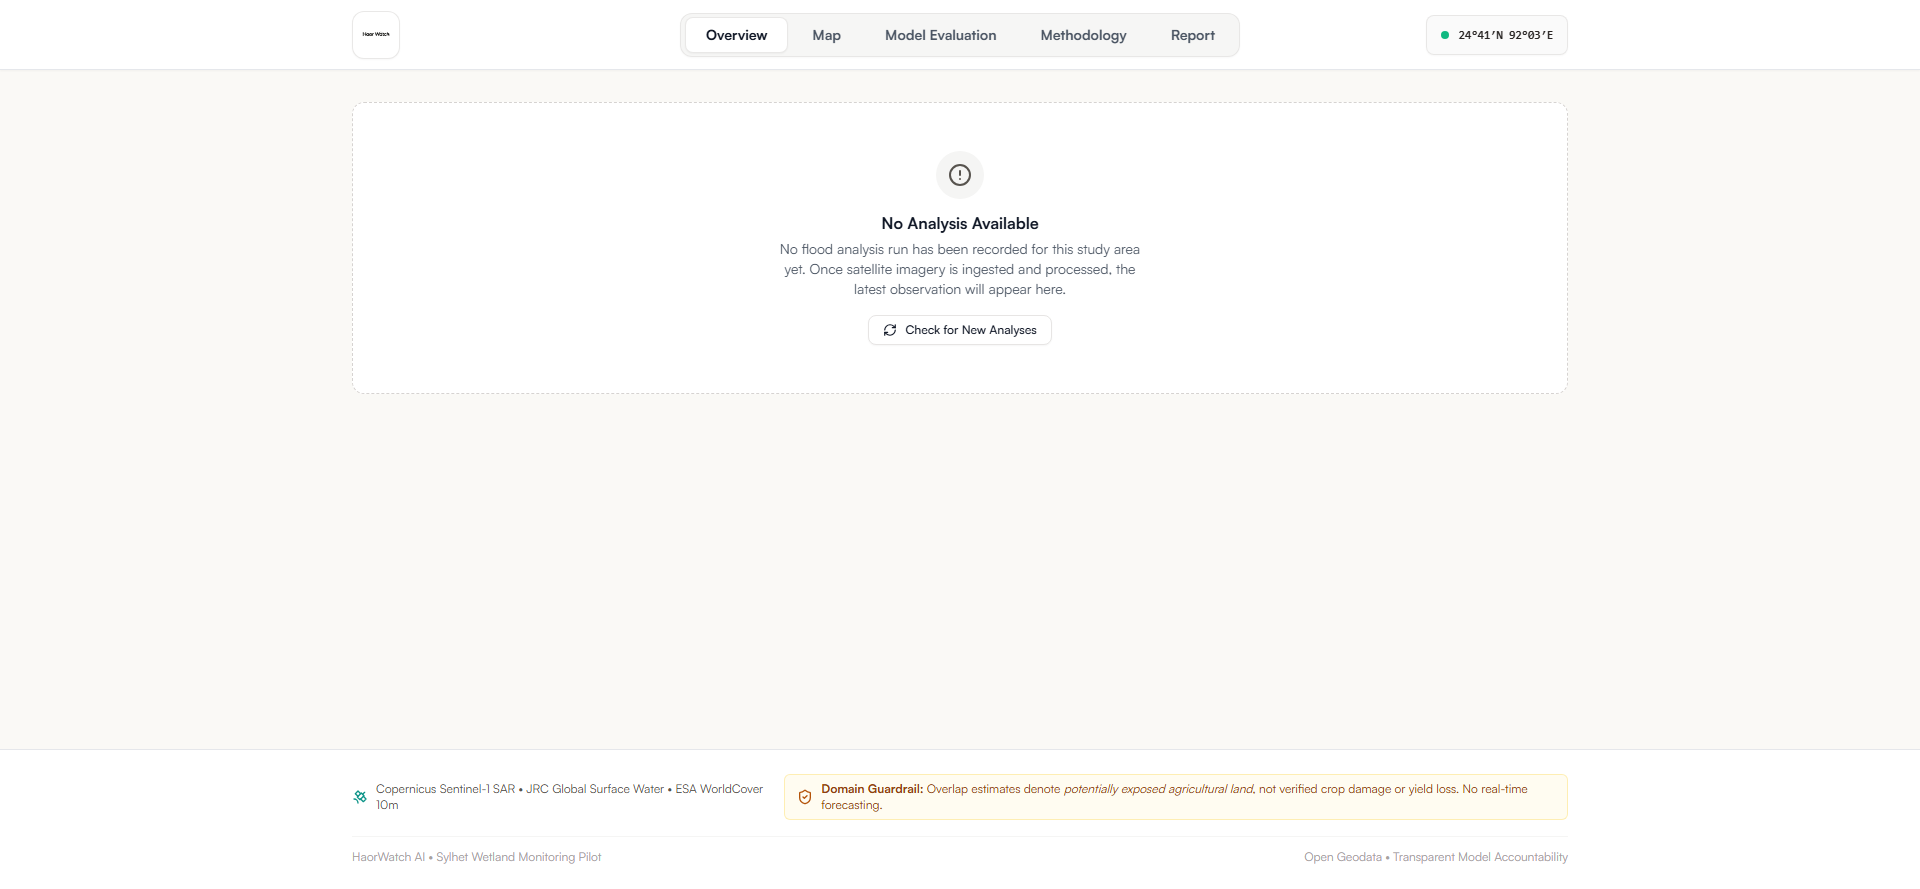 Haor Watch
Overview
Map
Model Evaluation
Methodology
Report
24°41′N 92°03′E
No Analysis Available
No flood analysis run has been recorded for this study area
yet. Once satellite imagery is ingested and processed, the
latest observation will appear here.
Check for New Analyses
Copernicus Sentinel-1 SAR • JRC Global Surface Water • ESA WorldCover
10m
Domain Guardrail: Overlap estimates denote potentially exposed agricultural land, not verified crop damage or yield loss. No real-time
forecasting.
HaorWatch AI • Sylhet Wetland Monitoring Pilot
Open Geodata • Transparent Model Accountability